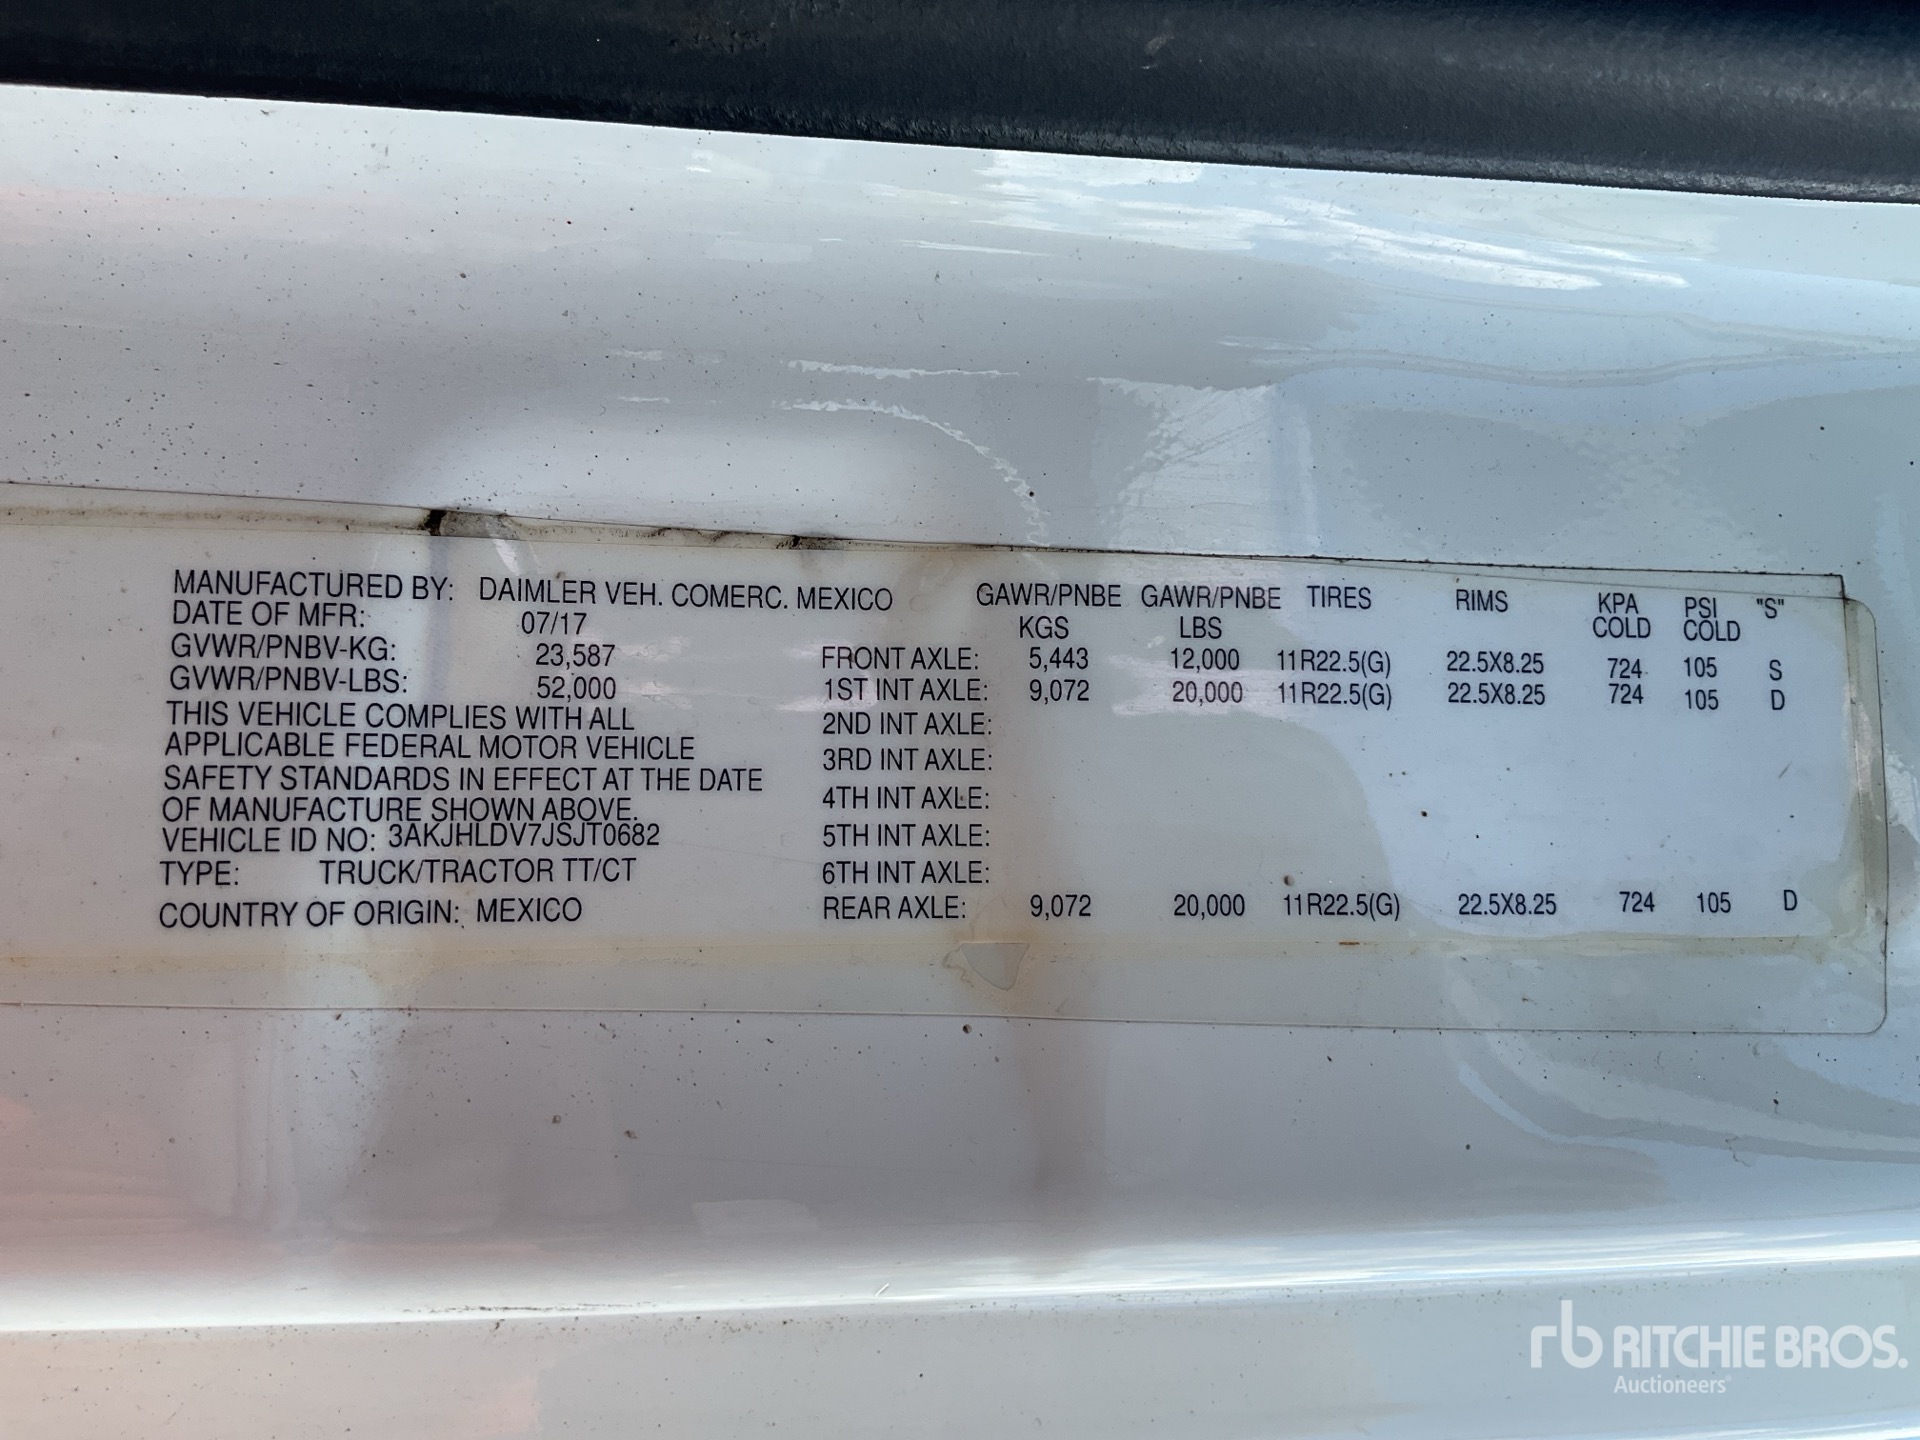 MANUFACTURED BY: DAIMLER VEH. COMERC. MEXICO
DATE OF MFR: 07/17
GVWR/PNBV-KG: 23,587
GVWR/PNBV-LBS: 52,000
THIS VEHICLE COMPLIES WITH ALL
APPLICABLE FEDERAL MOTOR VEHICLE
SAFETY STANDARDS IN EFFECT AT THE DATE
OF MANUFACTURE SHOWN ABOVE.
VEHICLE ID NO: 3AKJHLDV7JSJT0682
TYPE: TRUCK/TRACTOR TT/CT
COUNTRY OF ORIGIN: MEXICO
GAWR/PNBE GAWR/PNBE TIRES RIMS KPA PSI "S"
KGS LBS COLD COLD
FRONT AXLE: 5,443 12,000 11R22.5(G) 22.5X8.25 724 105 S
1ST INT AXLE: 9,072 20,000 11R22.5(G) 22.5X8.25 724 105 D
2ND INT AXLE:
3RD INT AXLE:
4TH INT AXLE:
5TH INT AXLE:
6TH INT AXLE:
REAR AXLE: 9,072 20,000 11R22.5(G) 22.5X8.25 724 105 D
rb RITCHIE BROS.
Auctioneers